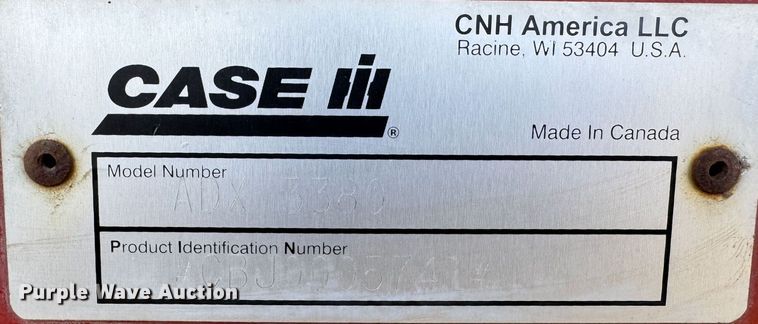 CNH America LLC
Racine, WI 53404 U.S.A.
CASE IH
®
Made In Canada
Model Number
ADX 3380
Product Identification Number
Purple Wave Auction